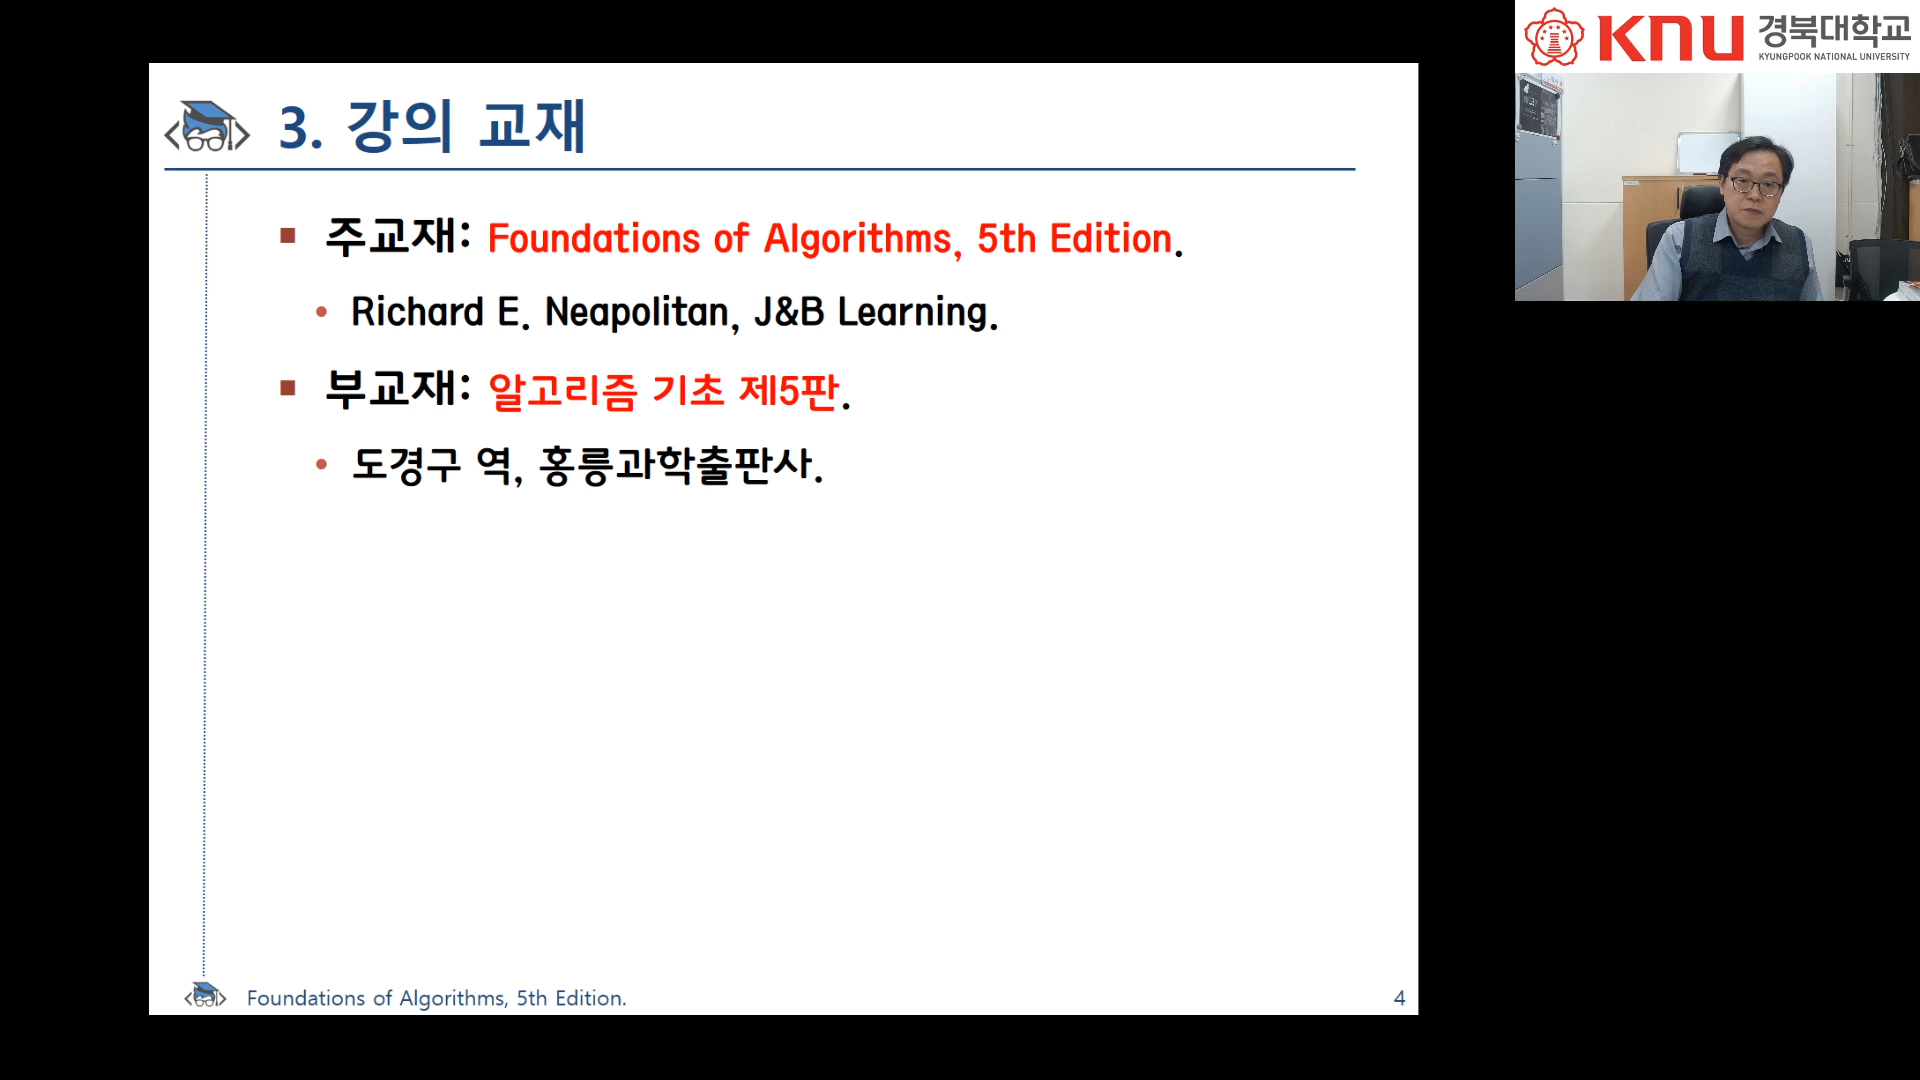 3. 강의 교재
주교재: Foundations of Algorithms, 5th Edition.
Richard E. Neapolitan, J&B Learning.
부교재: 알고리즘 기초 제5판.
도경구 역, 홍릉과학출판사.
Foundations of Algorithms, 5th Edition.
4
KNU 경북대학교
KYUNGPOOK NATIONAL UNIVERSITY